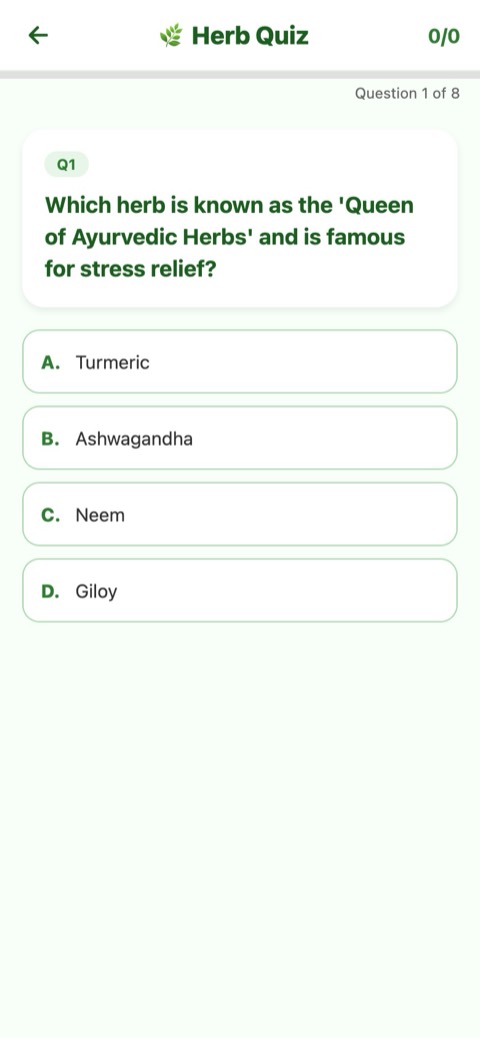 Herb Quiz
0/0
Question 1 of 8
Q1
Which herb is known as the 'Queen
of Ayurvedic Herbs' and is famous
for stress relief?
A. Turmeric
B. Ashwagandha
C. Neem
D. Giloy